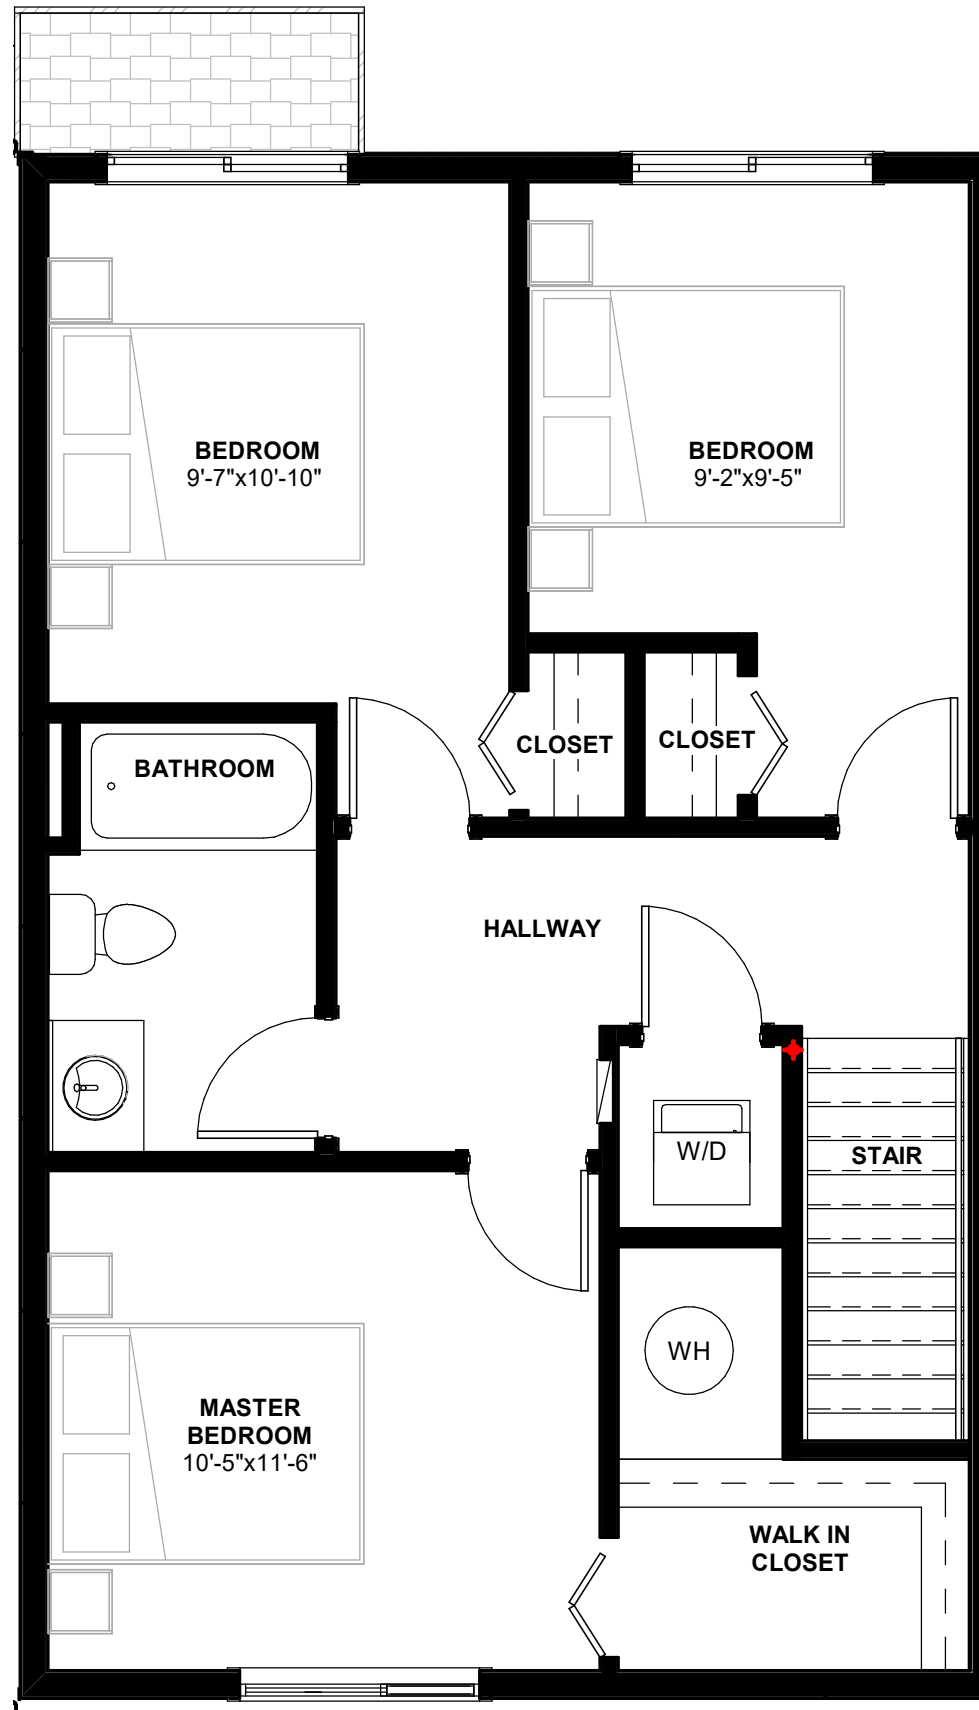 BEDROOM
9'-7"x10'-10"
BEDROOM
9'-2"x9'-5"
CLOSET
CLOSET
BATHROOM
HALLWAY
W/D
STAIR
WH
MASTER
BEDROOM
10'-5"x11'-6"
WALK IN
CLOSET